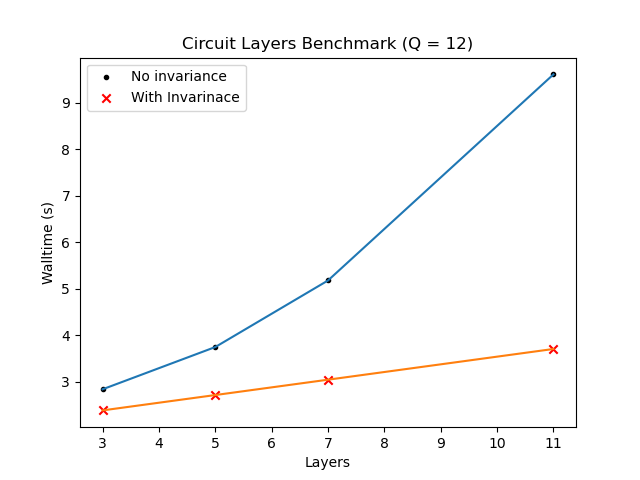 Circuit Layers Benchmark (Q = 12)
No invariance
With Invarinace
Walltime (s)
9
8
7
6
5
4
3
3 4 5 6 7 8 9 10 11
Layers